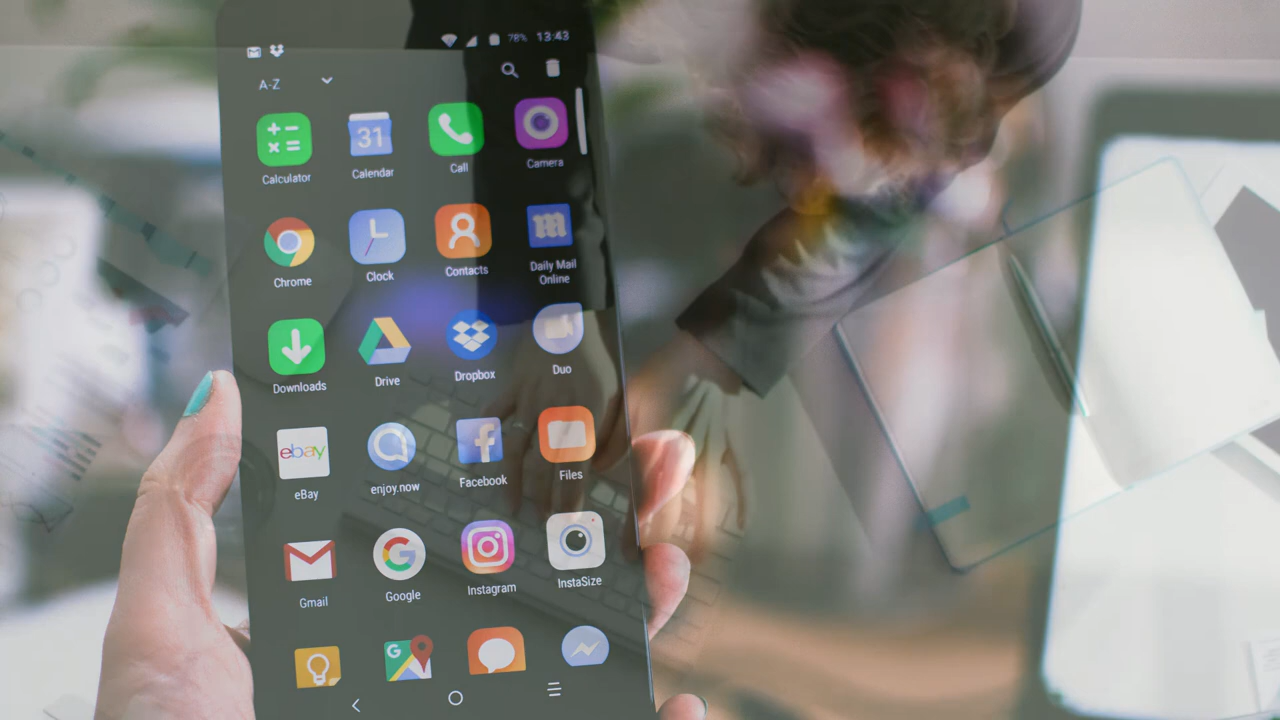 78% 13:43
A-Z
Calculator
31
Calendar
Call
Camera
Chrome
Clock
Contacts
Daily Mail
Online
Downloads
Drive
Dropbox
Duo
ebay
eBay
enjoy.now
Facebook
Files
Gmail
Google
Instagram
InstaSize